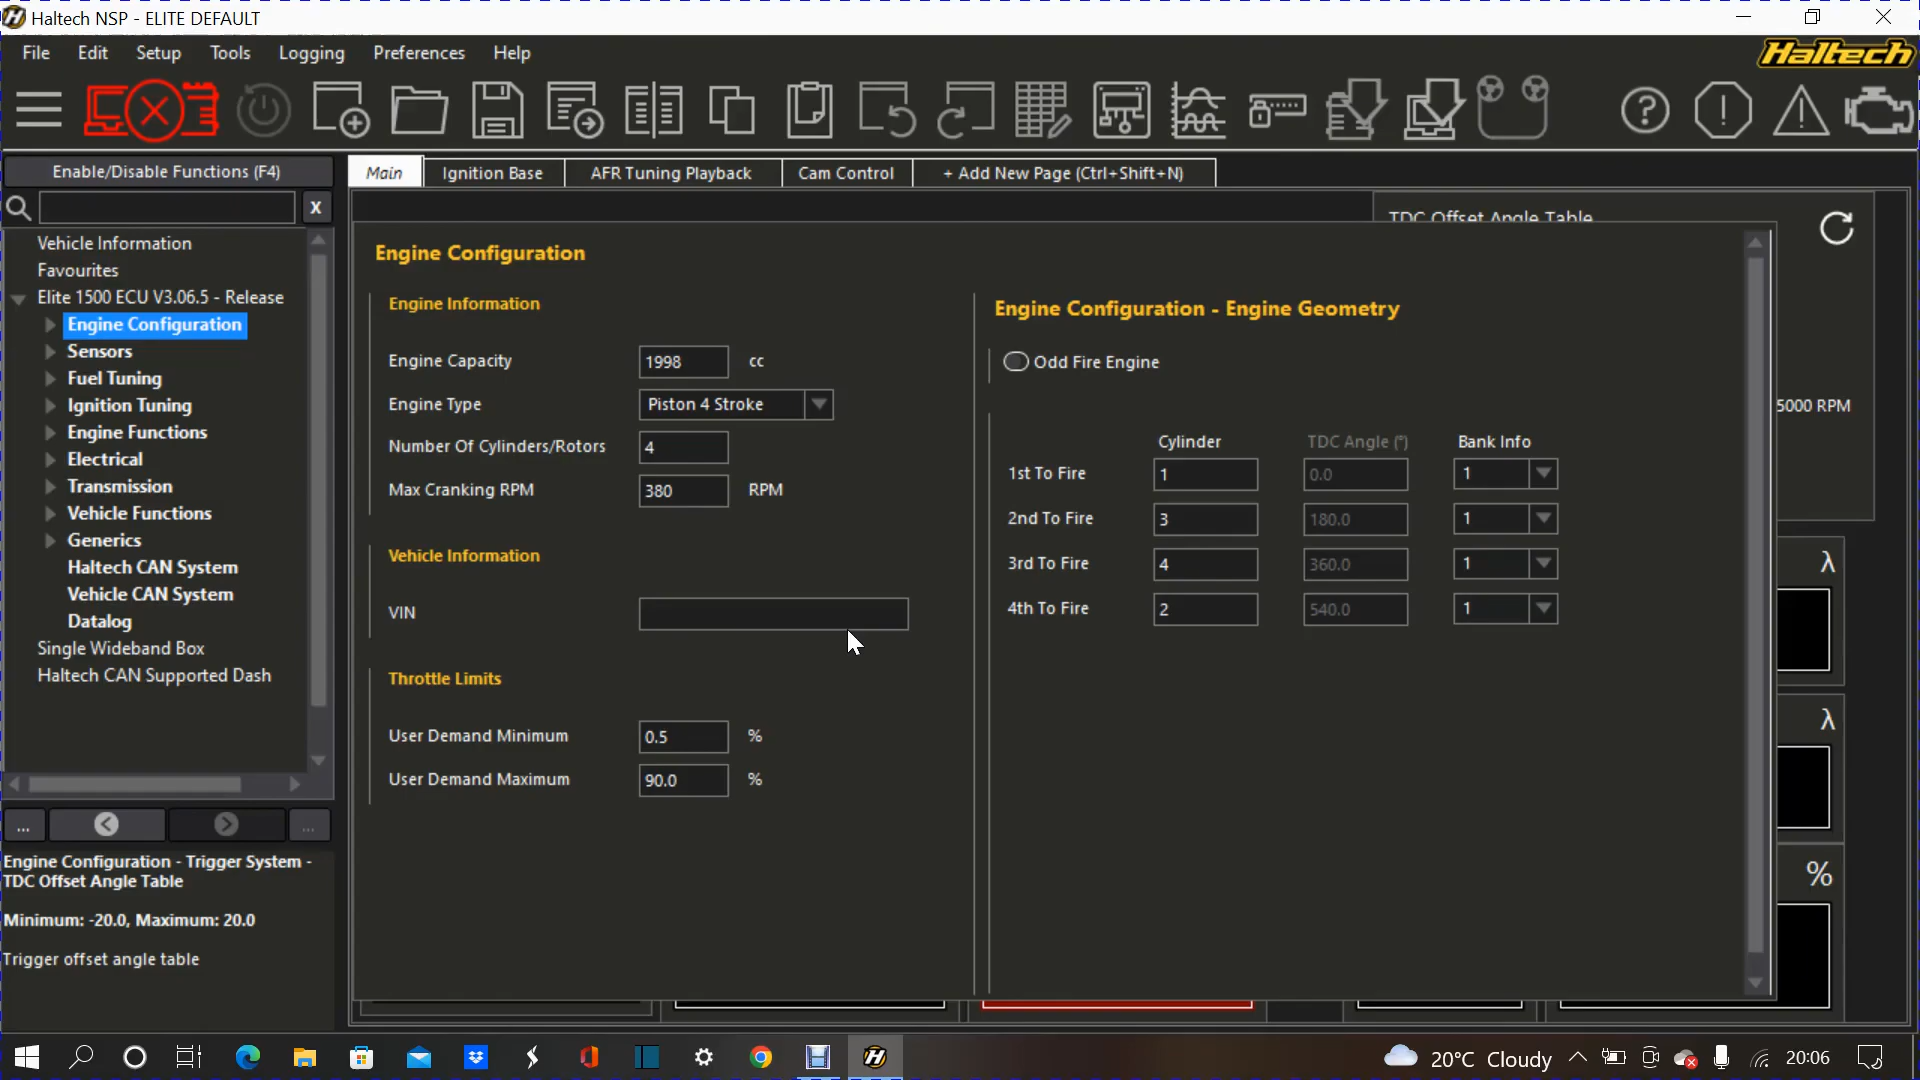 Haltech NSP - ELITE DEFAULT
File Edit Setup Tools Logging Preferences Help
Haltech
Enable/Disable Functions (F4)
Main Ignition Base AFR Tuning Playback Cam Control + Add New Page (Ctrl+Shift+N)
X
Vehicle Information
Favourites
Elite 1500 ECU V3.06.5 - Release
Engine Configuration
Sensors
Fuel Tuning
Ignition Tuning
Engine Functions
Electrical
Transmission
Vehicle Functions
Generics
Haltech CAN System
Vehicle CAN System
Datalog
Single Wideband Box
Haltech CAN Supported Dash
... ...
Engine Configuration - Trigger System -
TDC Offset Angle Table
Minimum: -20.0, Maximum: 20.0
Trigger offset angle table
TDC Offset Angle Table
Engine Configuration
Engine Information
Engine Capacity 1998 cc
Engine Type Piston 4 Stroke
Number Of Cylinders/Rotors 4
Max Cranking RPM 380 RPM
Vehicle Information
VIN
Throttle Limits
User Demand Minimum 0.5 %
User Demand Maximum 90.0 %
Engine Configuration - Engine Geometry
Odd Fire Engine
Cylinder TDC Angle (°) Bank Info
1st To Fire 1 0.0 1
2nd To Fire 3 180.0 1
3rd To Fire 4 360.0 1
4th To Fire 2 540.0 1
5000 RPM
λ
λ
%
20°C Cloudy 20:06